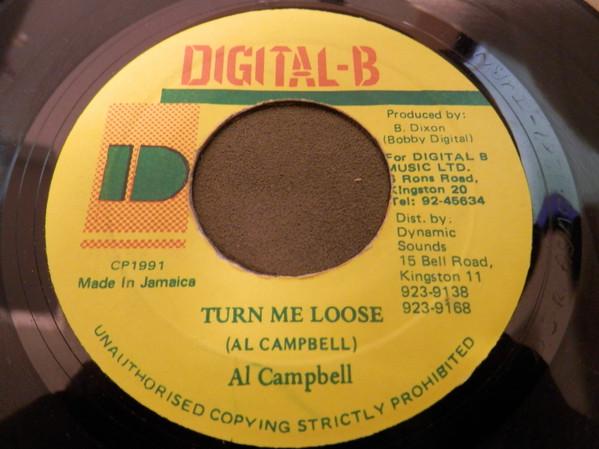 DIGITAL-B
Produced by:
B. Dixon
(Bobby Digital)
For DIGITAL B
MUSIC LTD.
Rons Road,
Kingston 20
Tel: 92-45634
Dist. by:
Dynamic
Sounds
15 Bell Road,
Kingston 11
923-9138
923-9168
D
CP1991
Made In Jamaica
TURN ME LOOSE
(AL CAMPBELL)
Al Campbell
UNAUTHORISED COPYING STRICTLY PROHIBITED